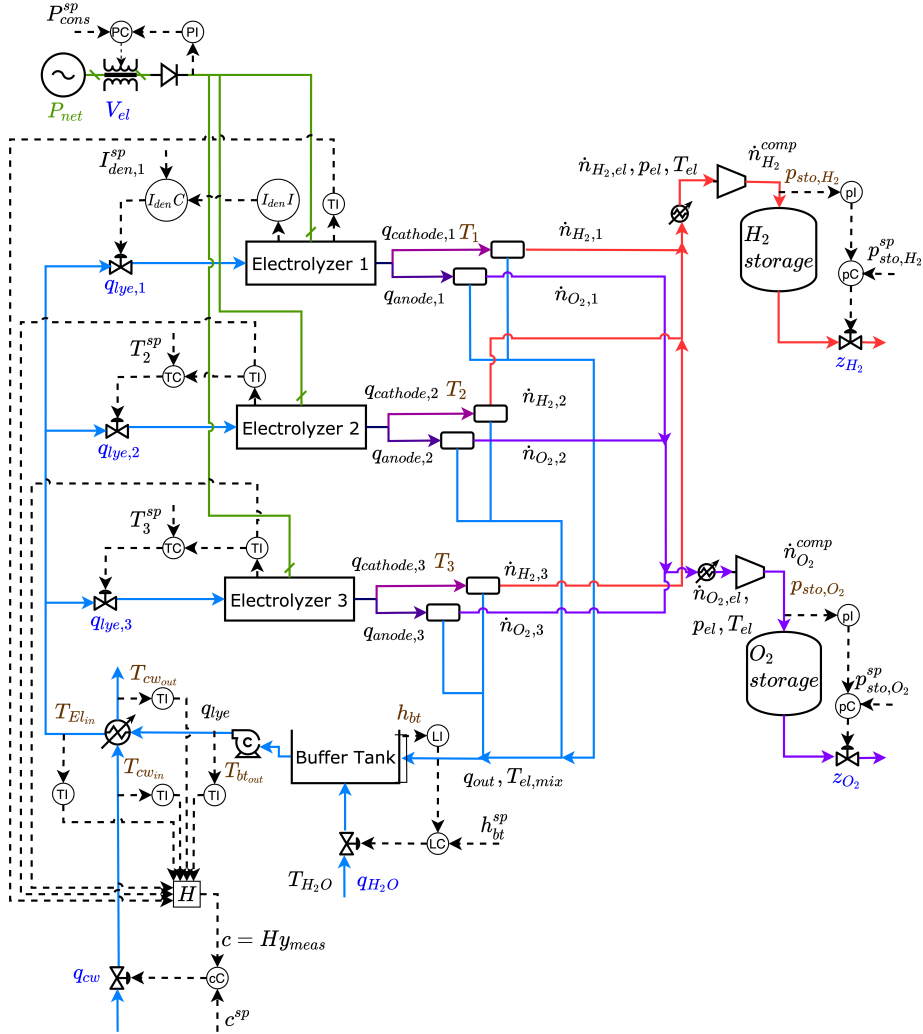 P_cons^sp
PC
PI
P_net
V_el
I_den,1^sp
I_den C
I_den I
TI
ṅ_H2,el, p_el, T_el
ṅ_H2^comp
p_sto,H2
pI
H_2
storage
pC
p_sto,H2^sp
z_H2
q_lye,1
Electrolyzer 1
q_cathode,1
T_1
ṅ_H2,1
q_anode,1
ṅ_O2,1
T_2^sp
TC
TI
q_lye,2
Electrolyzer 2
q_cathode,2
T_2
ṅ_H2,2
q_anode,2
ṅ_O2,2
T_3^sp
TC
TI
q_lye,3
Electrolyzer 3
q_cathode,3
T_3
ṅ_H2,3
q_anode,3
ṅ_O2,3
ṅ_O2,el,
p_el, T_el
ṅ_O2^comp
p_sto,O2
pI
O_2
storage
pC
p_sto,O2^sp
z_O2
T_cw_out
TI
T_El_in
q_lye
C
T_bt_out
T_cw_in
TI
TI
TI
h_bt
LI
Buffer Tank
q_out, T_el,mix
LC
h_bt^sp
T_H2O
q_H2O
H
c = Hy_meas
q_cw
cC
c^sp